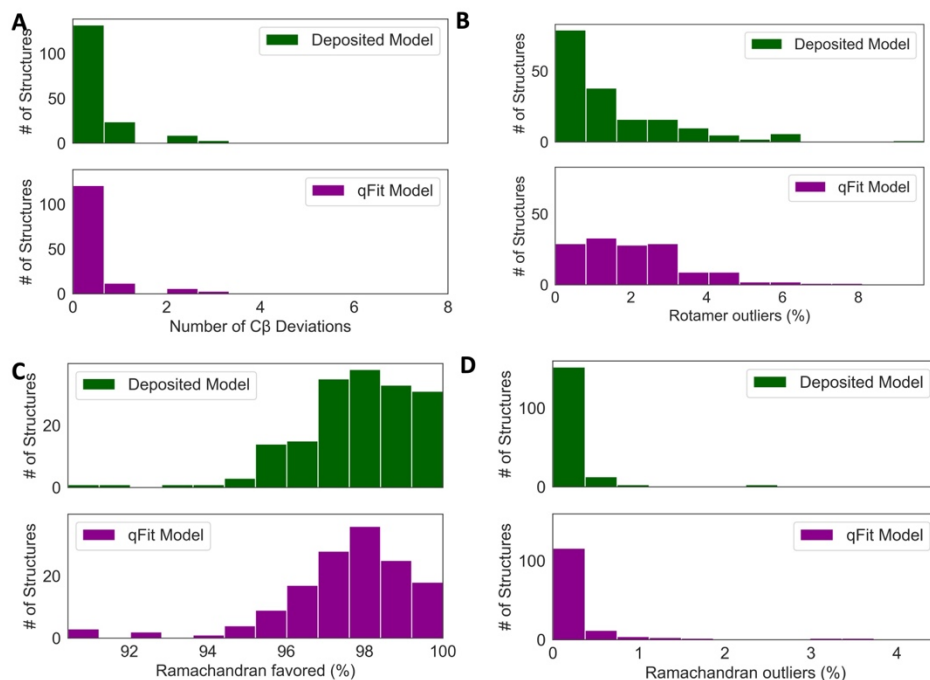 A
# of Structures
100
50
0
Deposited Model
# of Structures
100
50
0
qFit Model
0
2
4
6
8
Number of Cβ Deviations
B
# of Structures
50
0
Deposited Model
# of Structures
50
0
qFit Model
0
2
4
6
8
Rotamer outliers (%)
C
# of Structures
20
0
Deposited Model
# of Structures
20
0
qFit Model
92
94
96
98
100
Ramachandran favored (%)
D
# of Structures
100
0
Deposited Model
# of Structures
100
0
qFit Model
0
1
2
3
4
Ramachandran outliers (%)